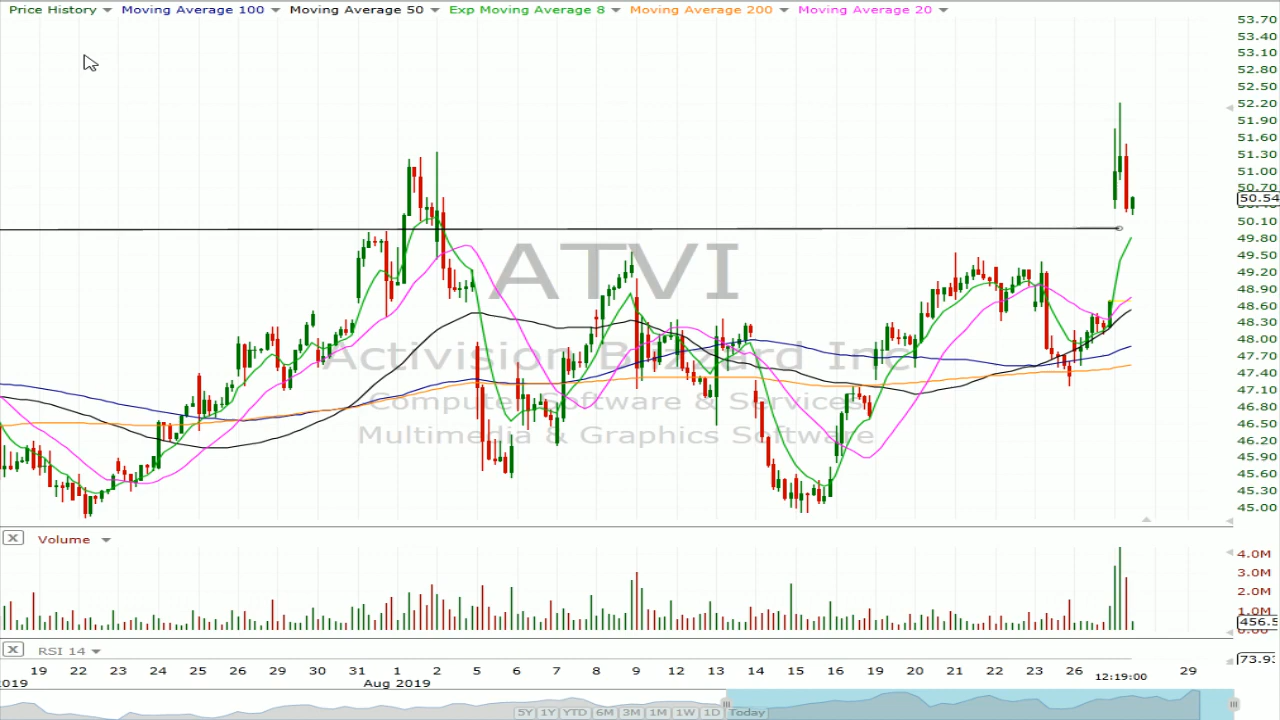 Price History Moving Average 100 Moving Average 50 Exp Moving Average 8 Moving Average 200 Moving Average 20
53.70
53.40
53.10
52.80
52.50
52.20
51.90
51.60
51.30
51.00
50.70
50.54
50.10
49.80
49.50
49.20
48.90
48.60
48.30
48.00
47.70
47.40
47.10
46.80
46.50
46.20
45.90
45.60
45.30
45.00
ATVI
Activision Blizzard Inc
Computer Software & Services
Multimedia & Graphics Software
X Volume
4.0M
3.0M
2.0M
1.0M
456.5
0.00
X RSI 14
73.93
19 22 23 24 25 26 29 30 31 1 2 5 6 7 8 9 12 13 14 15 16 19 20 21 22 23 26 12:19:00 29
2019 Aug 2019
5Y 1Y YTD 6M 3M 1M 1W 1D Today